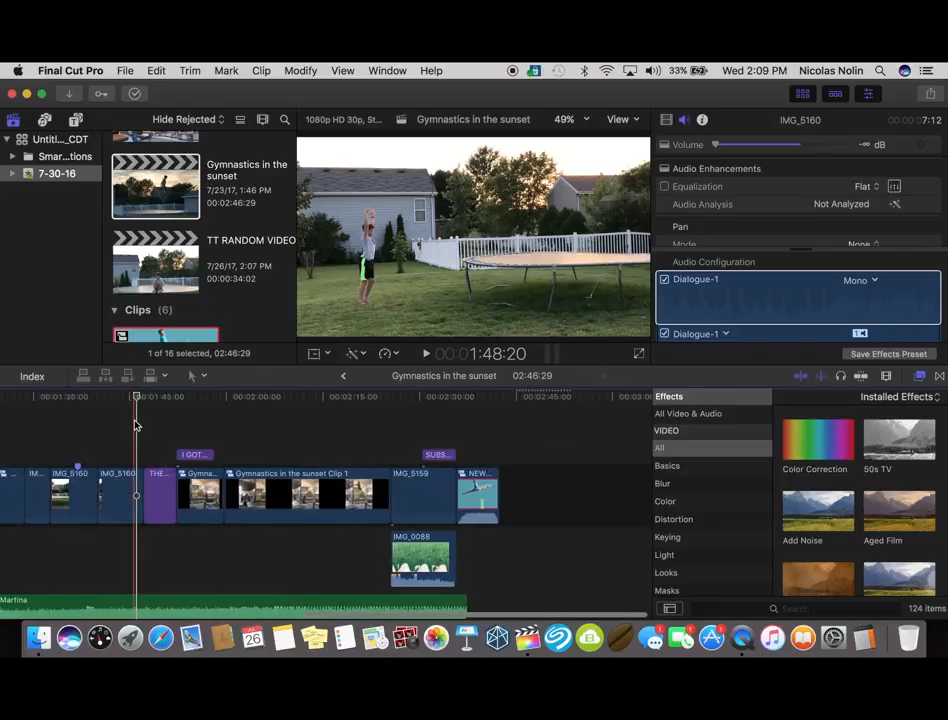 Final Cut Pro File Edit Trim Mark Clip Modify View Window Help 33% Wed 2:09 PM Nicolas Nolin
Hide Rejected
1080p HD 30p, St... Gymnastics in the sunset 49% View
IMG_5160 7:12
Untitl..._CDT
Smar...tions
7-30-16
Gymnastics in the sunset
7/23/17, 1:46 PM
00:02:46:29
TT RANDOM VIDEO
7/26/17, 2:07 PM
00:00:34:02
Clips (6)
1 of 16 selected, 02:46:29
1:48:20
Volume -∞ dB
Audio Enhancements
Equalization Flat
Audio Analysis Not Analyzed
Pan
Mode None
Audio Configuration
Dialogue-1 Mono
Dialogue-1
Save Effects Preset
Index Gymnastics in the sunset 02:46:29
00:01:30:00 00:01:45:00 00:02:00:00 00:02:15:00 00:02:30:00 00:02:45:00 00:03:0
I GOT... SUBS...
IM... IMG_5160 IMG_5160 THE... Gymna... Gymnastics in the sunset Clip 1 IMG_5159 NEW...
IMG_0088
Martina
Effects Installed Effects
All Video & Audio
VIDEO
All
Basics
Blur
Color
Distortion
Keying
Light
Looks
Masks
Color Correction 50s TV
Add Noise Aged Film
Search 124 items
JUL
26